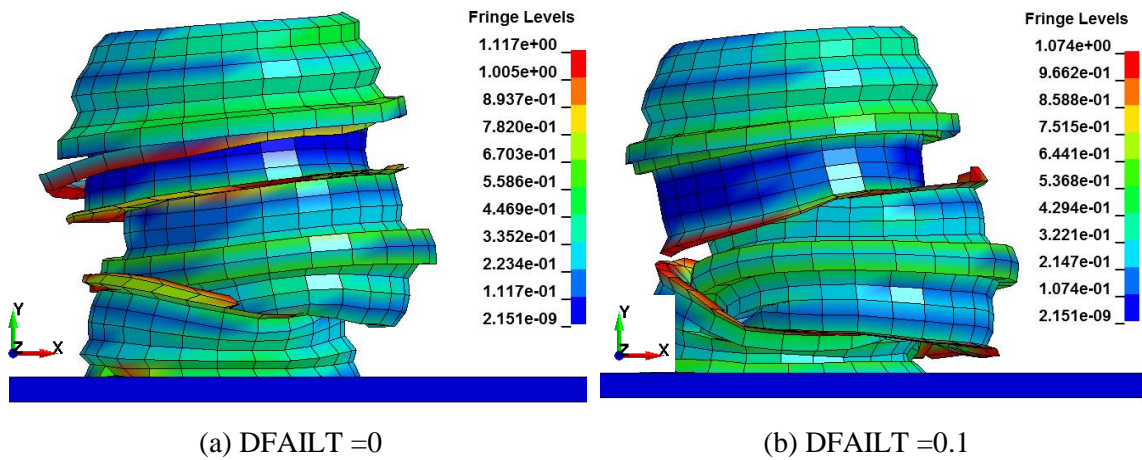 Fringe Levels
1.117e+00
1.005e+00
8.937e-01
7.820e-01
6.703e-01
5.586e-01
4.469e-01
3.352e-01
2.234e-01
1.117e-01
2.151e-09
Y
Z X
(a) DFAILT =0
Fringe Levels
1.074e+00
9.662e-01
8.588e-01
7.515e-01
6.441e-01
5.368e-01
4.294e-01
3.221e-01
2.147e-01
1.074e-01
2.151e-09
Y
Z X
(b) DFAILT =0.1